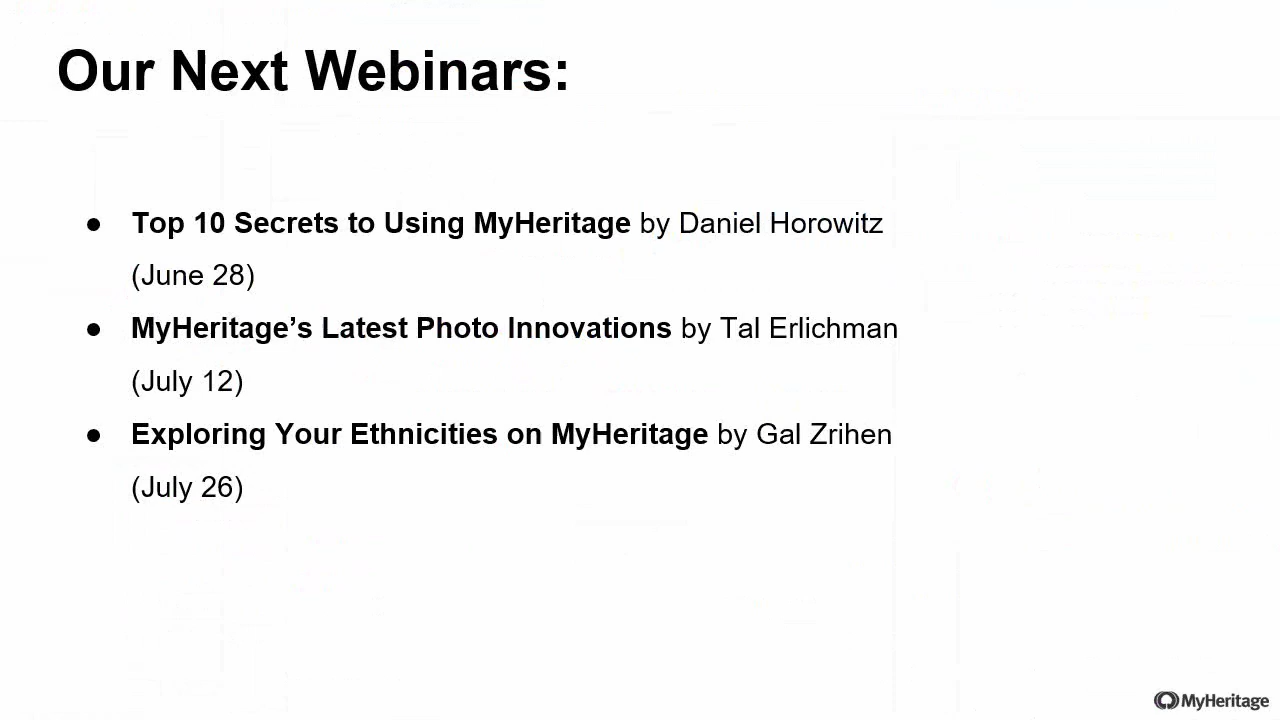 Our Next Webinars:
● Top 10 Secrets to Using MyHeritage by Daniel Horowitz
(June 28)
● MyHeritage’s Latest Photo Innovations by Tal Erlichman
(July 12)
● Exploring Your Ethnicities on MyHeritage by Gal Zrihen
(July 26)
MyHeritage